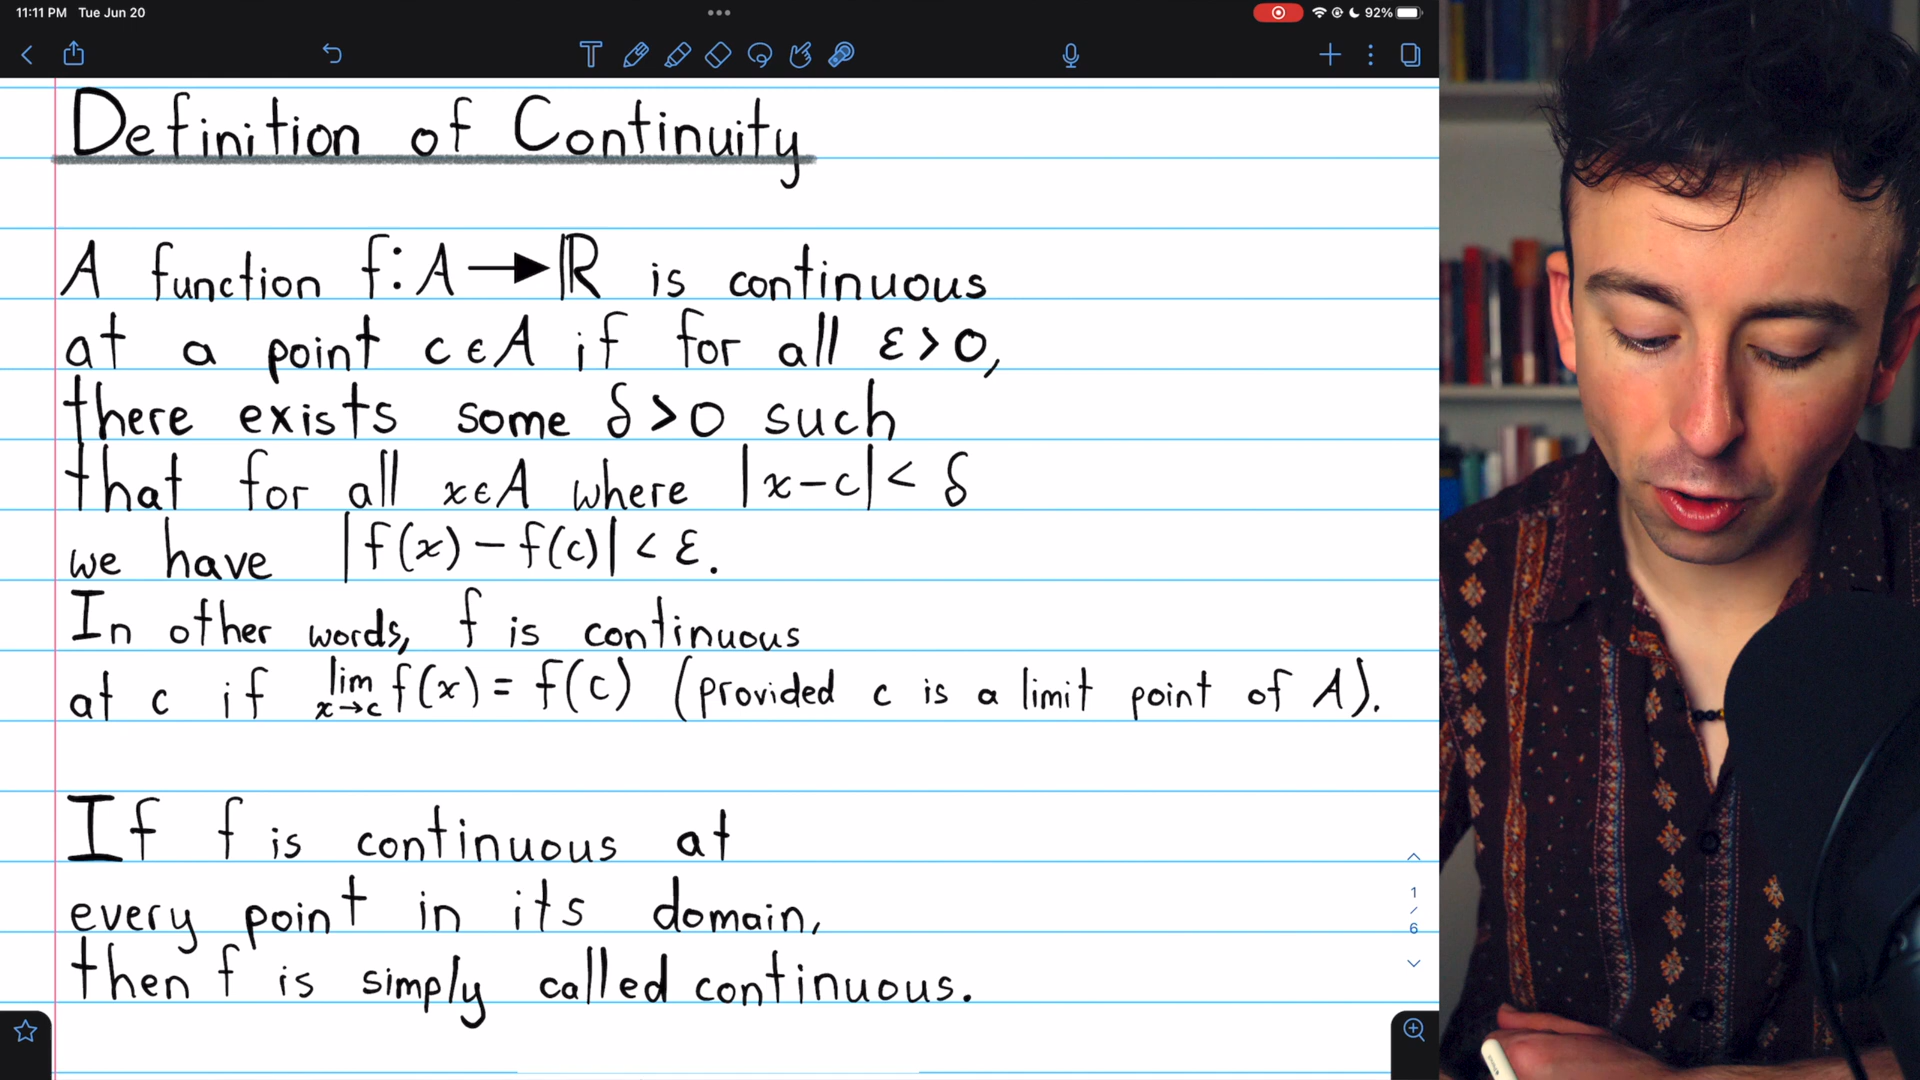 11:11 PM Tue Jun 20
92%
Definition of Continuity
A function f: A → ℝ is continuous
at a point c ∈ A if for all ε > 0,
there exists some δ > 0 such
that for all x ∈ A where |x - c| < δ
we have |f(x) - f(c)| < ε.
In other words, f is continuous
at c if lim x→c f(x) = f(c) (provided c is a limit point of A).
If f is continuous at
every point in its domain,
then f is simply called continuous.
1
/
6